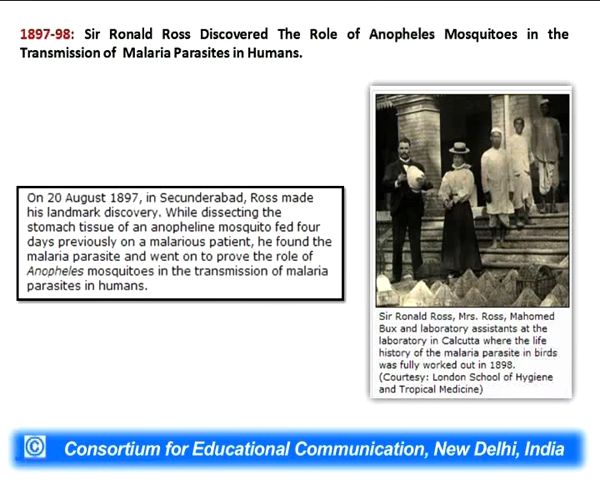 1897-98: Sir Ronald Ross Discovered The Role of Anopheles Mosquitoes in the
Transmission of Malaria Parasites in Humans.
On 20 August 1897, in Secunderabad, Ross made
his landmark discovery. While dissecting the
stomach tissue of an anopheline mosquito fed four
days previously on a malarious patient, he found the
malaria parasite and went on to prove the role of
Anopheles mosquitoes in the transmission of malaria
parasites in humans.
Sir Ronald Ross, Mrs. Ross, Mahomed
Bux and laboratory assistants at the
laboratory in Calcutta where the life
history of the malaria parasite in birds
was fully worked out in 1898.
(Courtesy: London School of Hygiene
and Tropical Medicine)
© Consortium for Educational Communication, New Delhi, India